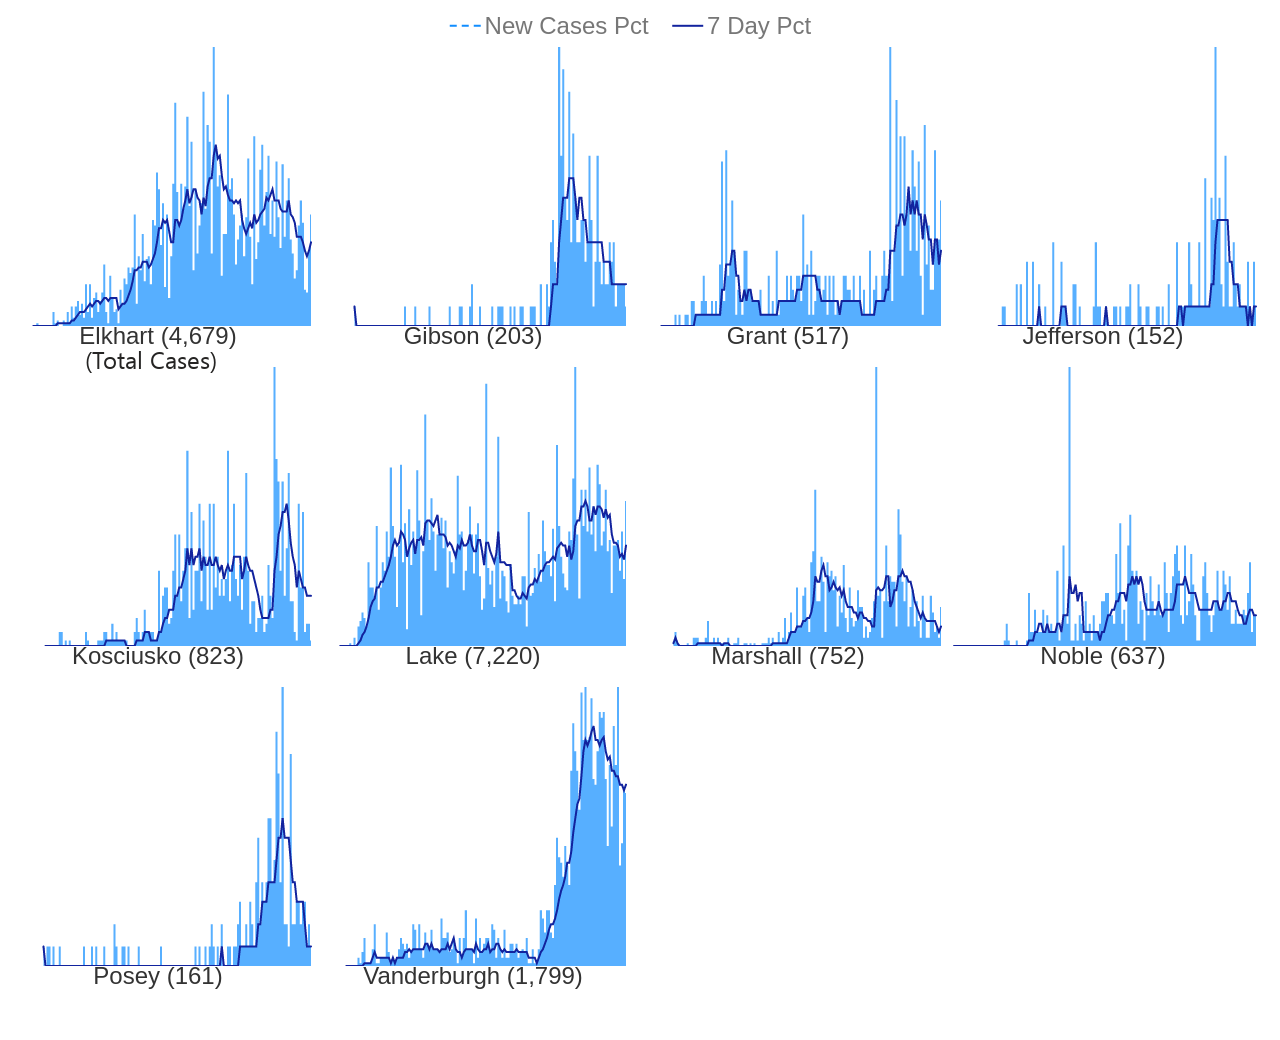 New Cases Pct 7 Day Pct
Elkhart (4,679)
(Total Cases)
Gibson (203)
Grant (517)
Jefferson (152)
Kosciusko (823)
Lake (7,220)
Marshall (752)
Noble (637)
Posey (161)
Vanderburgh (1,799)